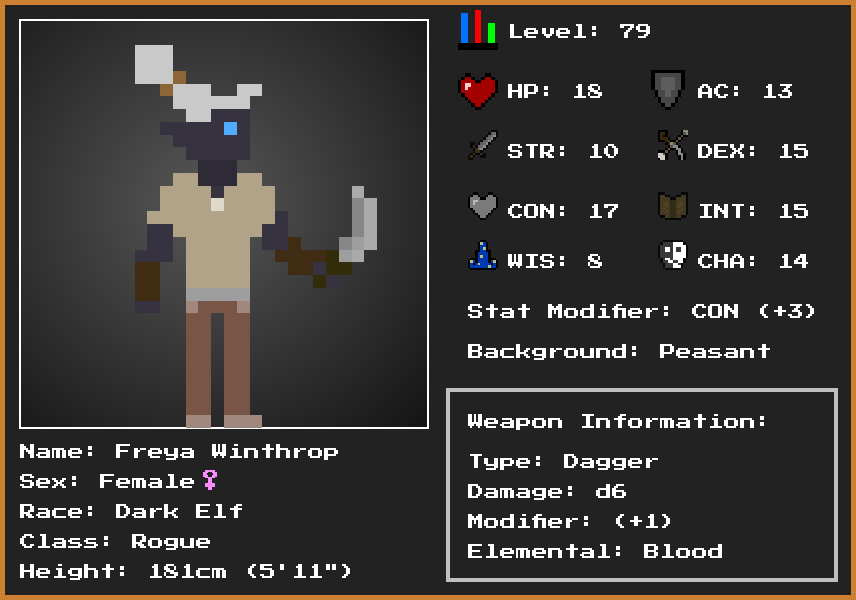 Level: 79
HP: 18
AC: 13
STR: 10
DEX: 15
CON: 17
INT: 15
WIS: 8
CHA: 14
Stat Modifier: CON (+3)
Background: Peasant
Weapon Information:
Type: Dagger
Damage: d6
Modifier: (+1)
Elemental: Blood
Name: Freya Winthrop
Sex: Female♀
Race: Dark Elf
Class: Rogue
Height: 181cm (5'11")